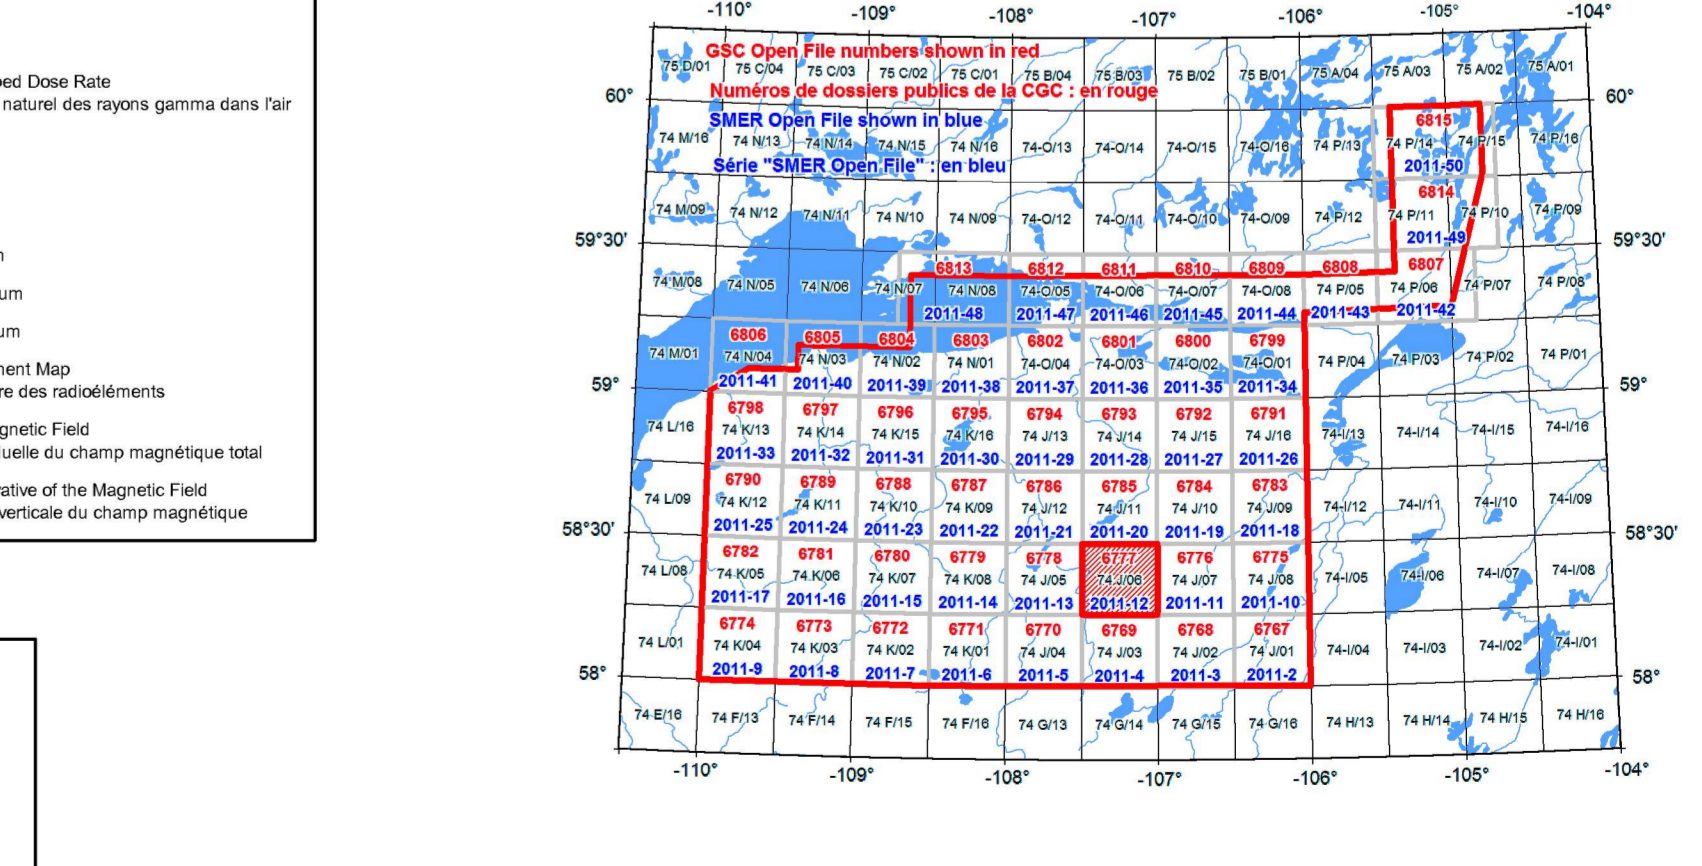 ped Dose Rate
naturel des rayons gamma dans l'air
n
um
um
nent Map
re des radioéléments
gnetic Field
duelle du champ magnétique total
vative of the Magnetic Field
verticale du champ magnétique
-110° -109° -108° -107° -106° -105° -104°
GSC Open File numbers shown in red
75 D/01 75 C/04 75 C/03 75 C/02 75 C/01 75 B/04 75 B/03 75 B/02 75 B/01 75 A/04 75 A/03 75 A/02 75 A/01
Numéros de dossiers publics de la CGC : en rouge
60° 60°
SMER Open File shown in blue
6815
74 M/16 74 N/13 74 N/14 74 N/15 74 N/16 74-O/13 74-O/14 74-O/15 74-O/16 74 P/13 74 P/14 74 P/15 74 P/16
Série "SMER Open File" : en bleu
2011-50
6814
74 M/09 74 N/12 74 N/11 74 N/10 74 N/09 74-O/12 74-O/11 74-O/10 74-O/09 74 P/12 74 P/11 74 P/10 74 P/09
2011-49
59°30' 59°30'
6813 6812 6811 6810 6809 6808 6807
74 M/08 74 N/05 74 N/06 74 N/07 74 N/08 74-O/05 74-O/06 74-O/07 74-O/08 74 P/05 74 P/06 74 P/07 74 P/08
2011-48 2011-47 2011-46 2011-45 2011-44 2011-43 2011-42
6806 6805 6804 6803 6802 6801 6800 6799
74 M/01 74 N/04 74 N/03 74 N/02 74 N/01 74-O/04 74-O/03 74-O/02 74-O/01 74 P/04 74 P/03 74 P/02 74 P/01
2011-41 2011-40 2011-39 2011-38 2011-37 2011-36 2011-35 2011-34
59° 59°
6798 6797 6796 6795 6794 6793 6792 6791
74 L/16 74 K/13 74 K/14 74 K/15 74 K/16 74 J/13 74 J/14 74 J/15 74 J/16 74-I/13 74-I/14 74-I/15 74-I/16
2011-33 2011-32 2011-31 2011-30 2011-29 2011-28 2011-27 2011-26
6790 6789 6788 6787 6786 6785 6784 6783
74 L/09 74 K/12 74 K/11 74 K/10 74 K/09 74 J/12 74 J/11 74 J/10 74 J/09 74-I/12 74-I/11 74-I/10 74-I/09
2011-25 2011-24 2011-23 2011-22 2011-21 2011-20 2011-19 2011-18
58°30' 58°30'
6782 6781 6780 6779 6778 6777 6776 6775
74 L/08 74 K/05 74 K/06 74 K/07 74 K/08 74 J/05 74 J/06 74 J/07 74 J/08 74-I/05 74-I/06 74-I/07 74-I/08
2011-17 2011-16 2011-15 2011-14 2011-13 2011-12 2011-11 2011-10
6774 6773 6772 6771 6770 6769 6768 6767
74 L/01 74 K/04 74 K/03 74 K/02 74 K/01 74 J/04 74 J/03 74 J/02 74 J/01 74-I/04 74-I/03 74-I/02 74-I/01
2011-9 2011-8 2011-7 2011-6 2011-5 2011-4 2011-3 2011-2
58° 58°
74 E/16 74 F/13 74 F/14 74 F/15 74 F/16 74 G/13 74 G/14 74 G/15 74 G/16 74 H/13 74 H/14 74 H/15 74 H/16
-110° -109° -108° -107° -106° -105° -104°